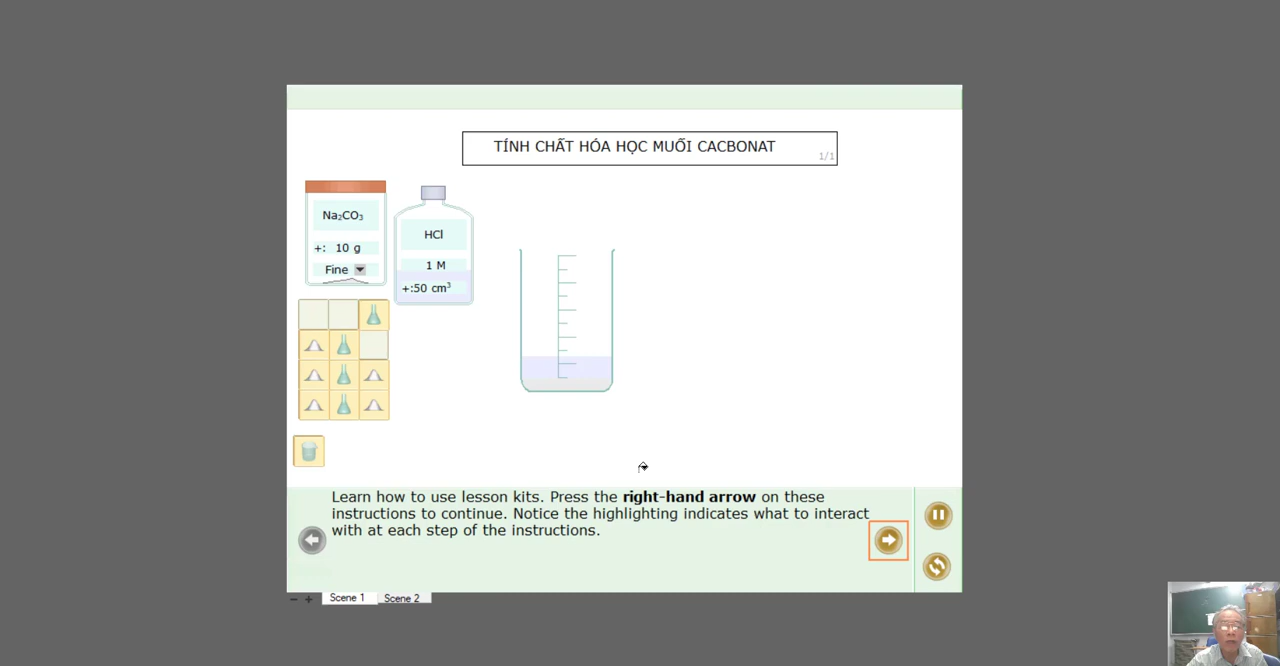 TÍNH CHẤT HÓA HỌC MUỐI CACBONAT
1/1
Na₂CO₃
+: 10 g
Fine
HCl
1 M
+:50 cm³
Learn how to use lesson kits. Press the right-hand arrow on these
instructions to continue. Notice the highlighting indicates what to interact
with at each step of the instructions.
− + Scene 1 Scene 2